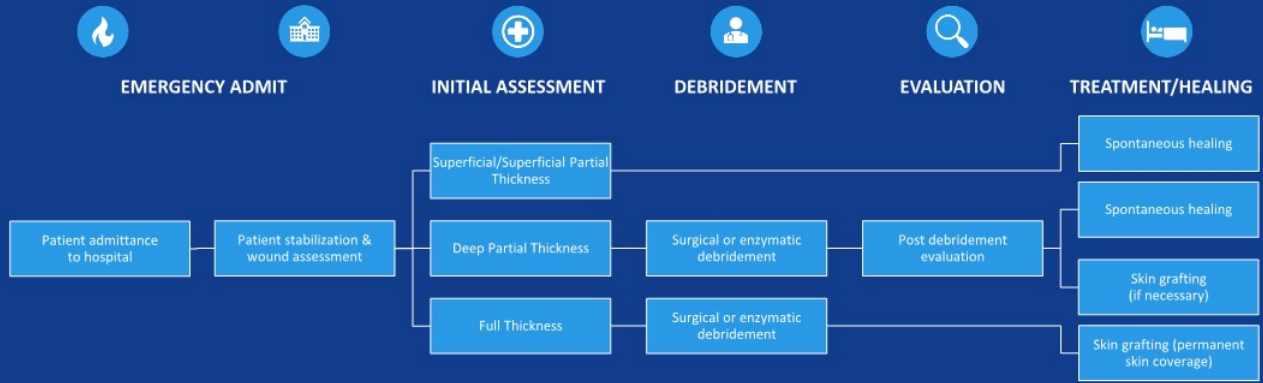 EMERGENCY ADMIT
INITIAL ASSESSMENT
DEBRIDEMENT
EVALUATION
TREATMENT/HEALING
Patient admittance
to hospital
Patient stabilization &
wound assessment
Superficial/Superficial Partial
Thickness
Spontaneous healing
Deep Partial Thickness
Surgical or enzymatic
debridement
Post debridement
evaluation
Spontaneous healing
Skin grafting
(if necessary)
Full Thickness
Surgical or enzymatic
debridement
Skin grafting (permanent
skin coverage)